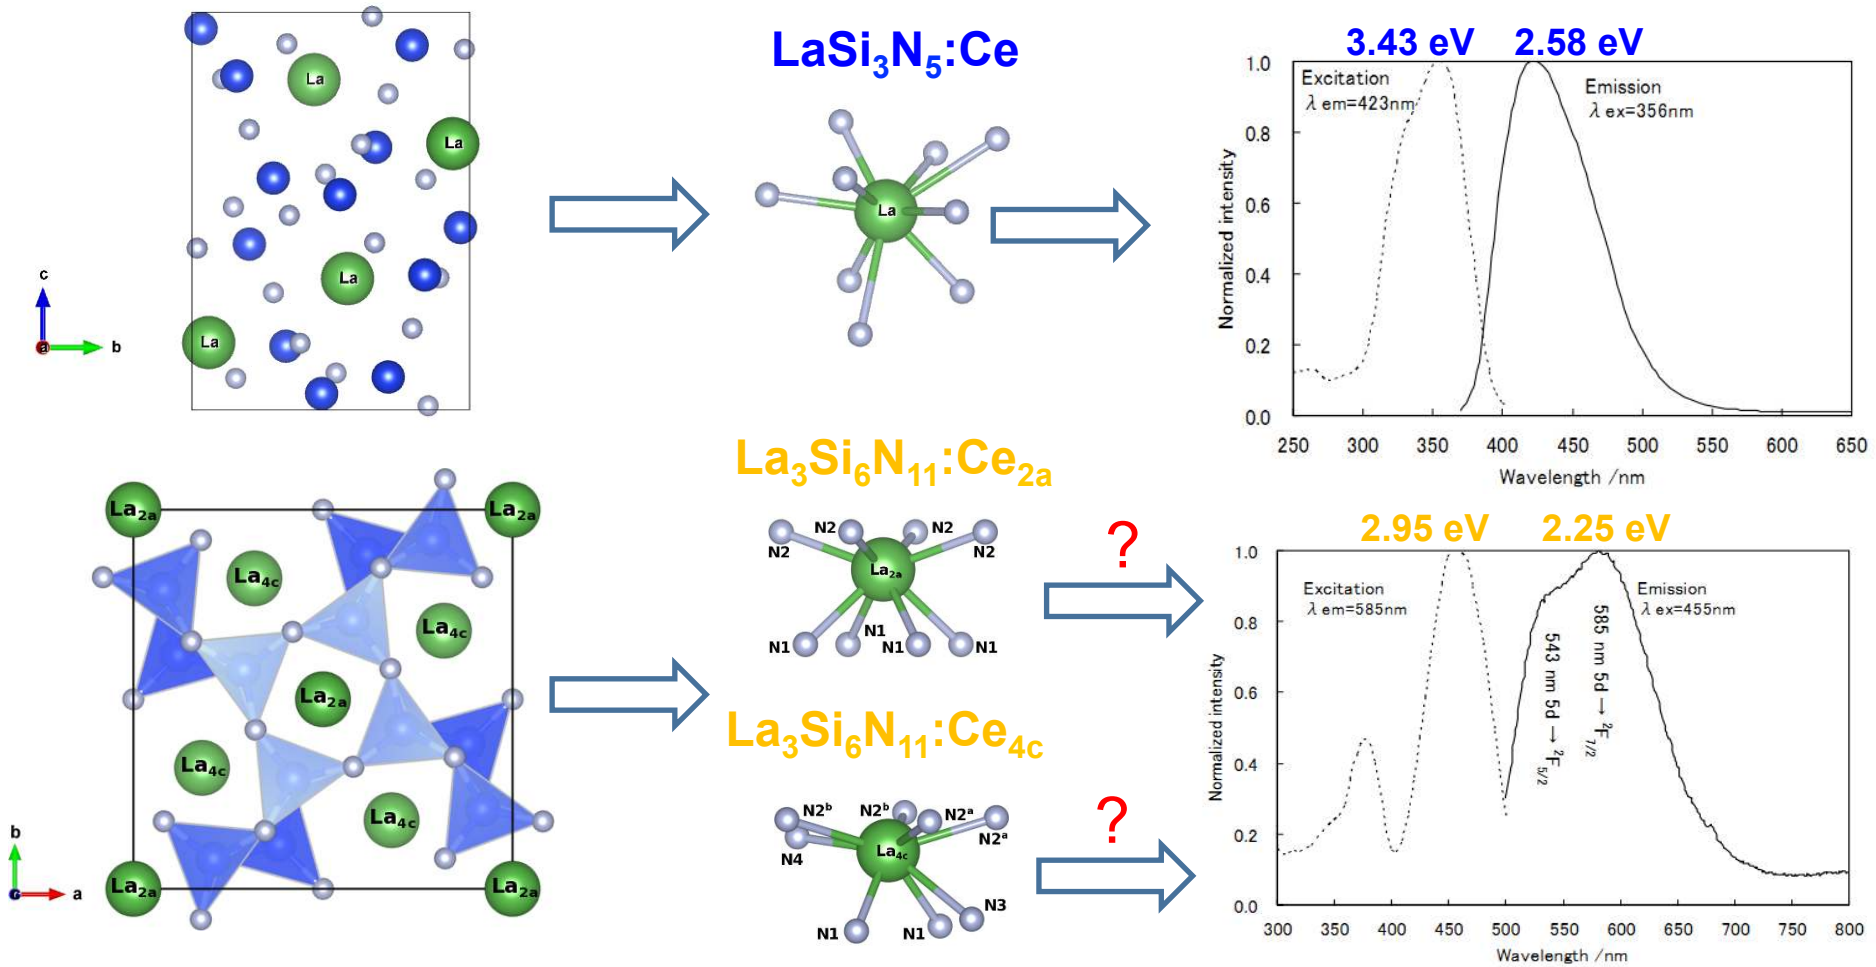 LaSi3N5:Ce
La
La
La
La
c
a
b
La
3.43 eV 2.58 eV
Excitation
λ em=423nm
Emission
λ ex=356nm
Normalized intensity
1.0
0.8
0.6
0.4
0.2
0.0
250 300 350 400 450 500 550 600 650
Wavelength /nm
La3Si6N11:Ce2a
La2a La2a
La4c
La4c
La2a
La4c
La4c
La2a La2a
b
c
a
N2 N2 N2 N2
La2a
N1 N1 N1 N1
?
La3Si6N11:Ce4c
N2b N2b N2a N2a
N4
La4c
N3
N1 N1
?
2.95 eV 2.25 eV
Excitation
λ em=585nm
Emission
λ ex=455nm
543 nm 5d → 2F5/2
585 nm 5d → 2F7/2
Normalized intensity
1.0
0.8
0.6
0.4
0.2
0.0
300 350 400 450 500 550 600 650 700 750 800
Wavelength /nm